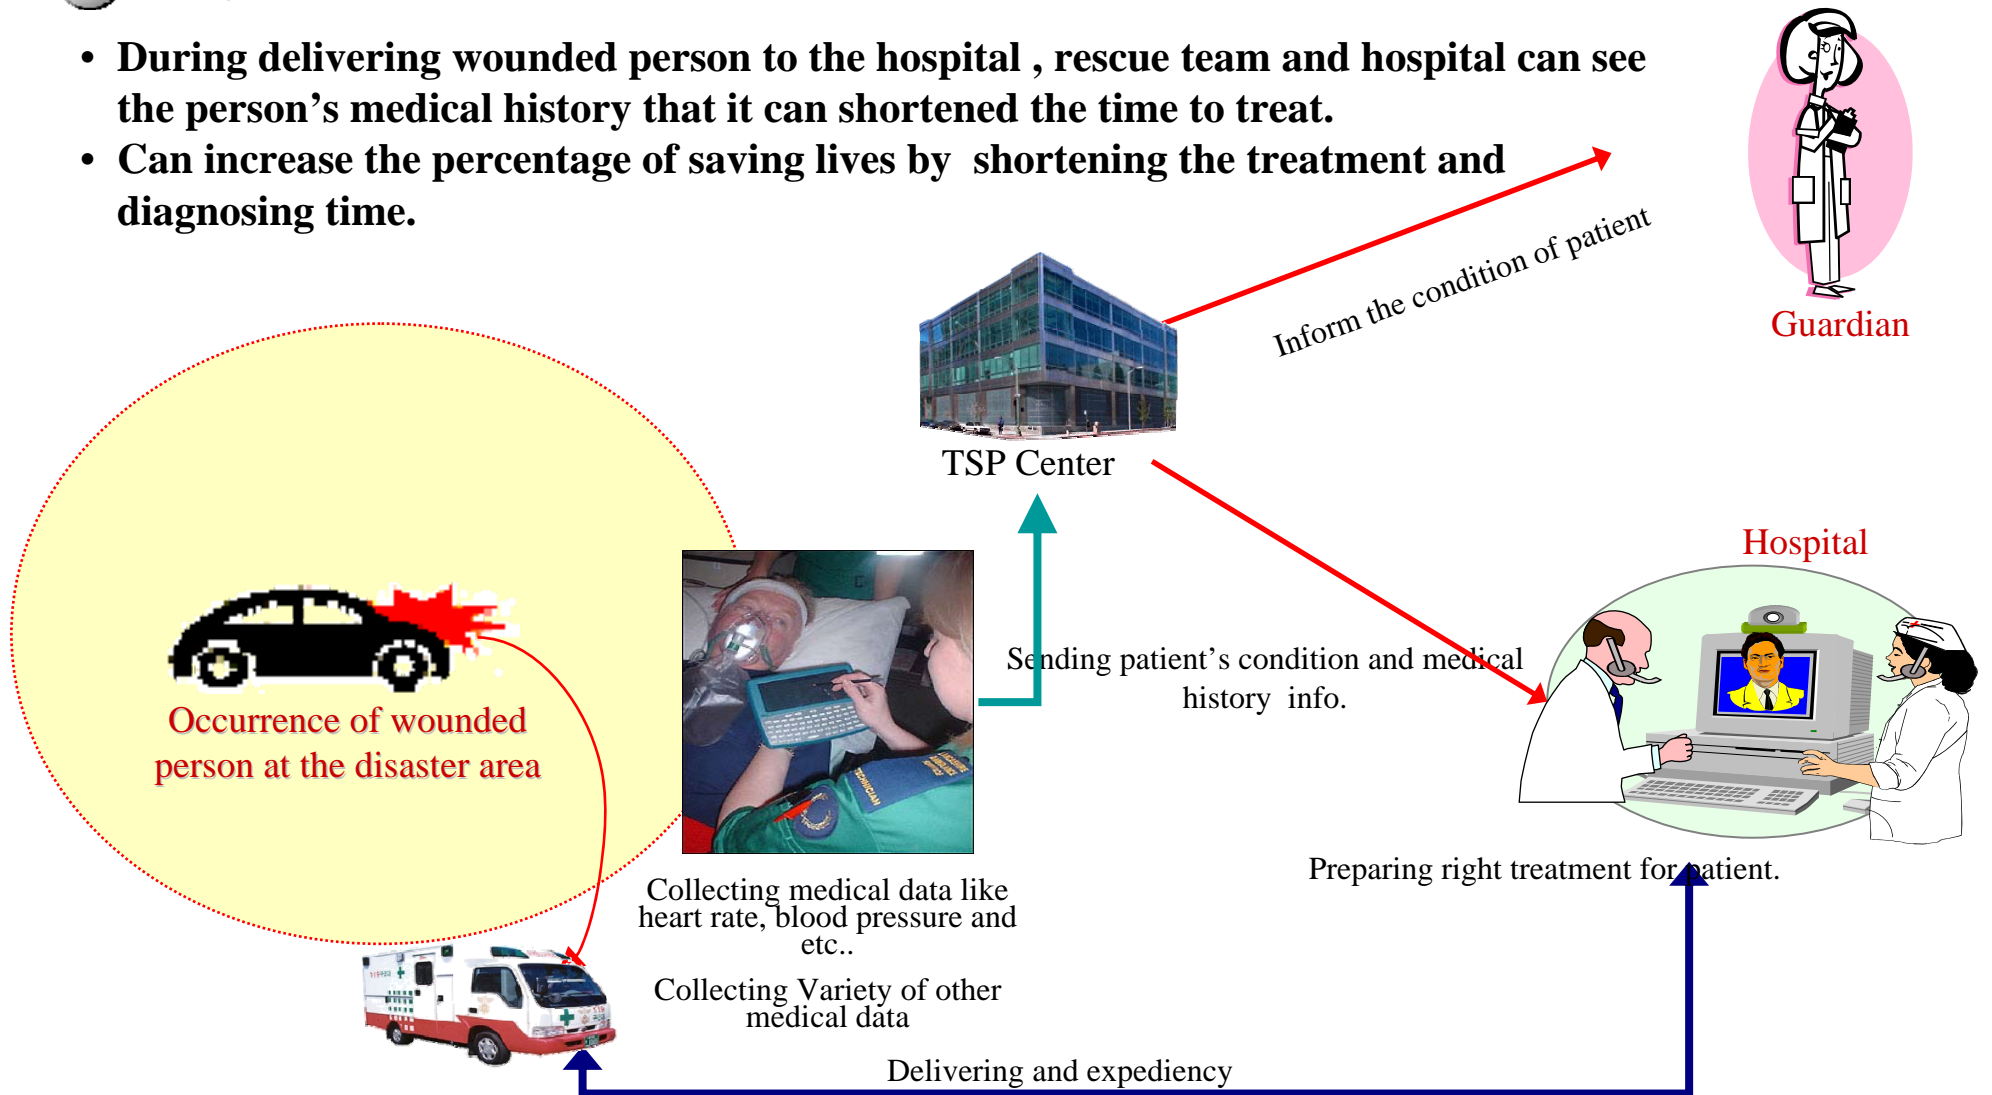 • During delivering wounded person to the hospital , rescue team and hospital can see
the person’s medical history that it can shortened the time to treat.
• Can increase the percentage of saving lives by  shortening the treatment and
diagnosing time.
Inform the condition of patient
Guardian
TSP Center
Hospital
Sending patient’s condition and medical
history  info.
Occurrence of wounded
person at the disaster area
TECHNICIAN
Preparing right treatment for patient.
Collecting medical data like
heart rate, blood pressure and
etc..
Collecting Variety of other
medical data
119
Delivering and expediency